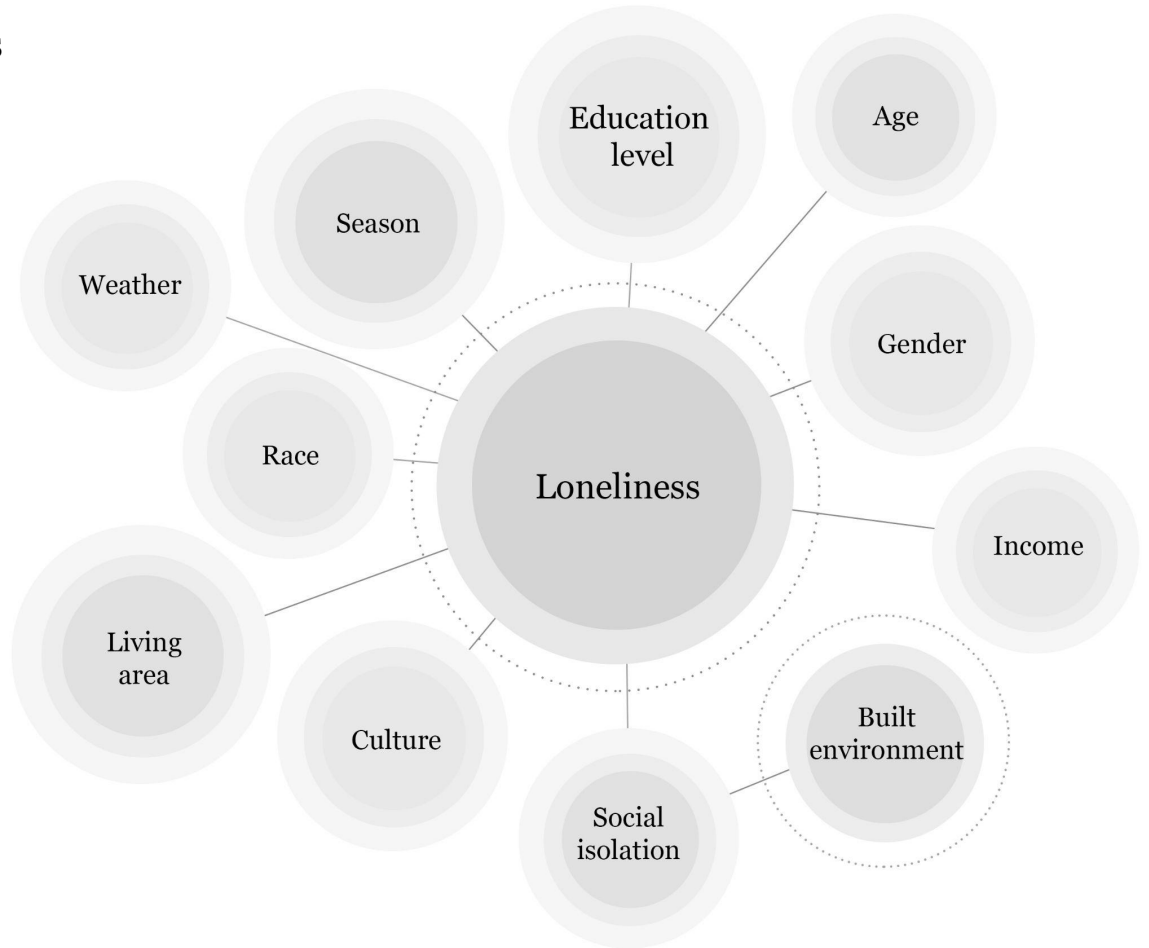 s
Education
level
Age
Season
Weather
Gender
Race
Loneliness
Income
Living
area
Built
environment
Culture
Social
isolation